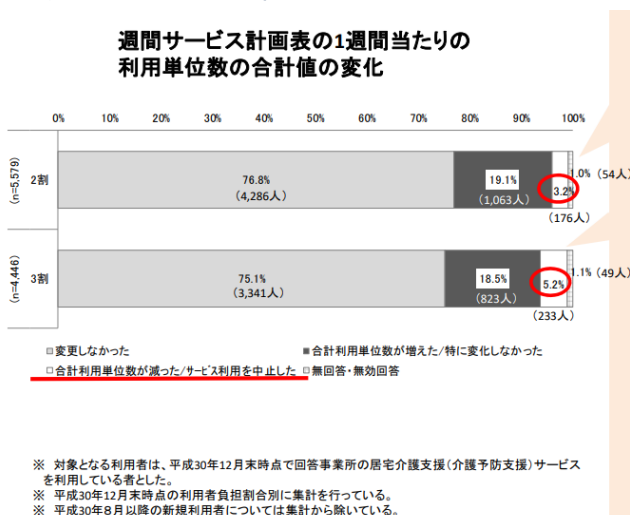 週間サービス計画表の1週間当たりの
利用単位数の合計値の変化
0% 10% 20% 30% 40% 50% 60% 70% 80% 90% 100%
(n=5,579)
2割
76.8%
(4,286人)
19.1%
(1,063人)
3.2%
(176人)
1.0% (54人)
(n=4,446)
3割
75.1%
(3,341人)
18.5%
(823人)
5.2%
(233人)
1.1% (49人)
変更しなかった
合計利用単位数が増えた/特に変化しなかった
合計利用単位数が減った/サービス利用を中止した
無回答・無効回答
※ 対象となる利用者は、平成30年12月末時点で回答事業所の居宅介護支援(介護予防支援)サービス
を利用している者とした。
※ 平成30年12月末時点の利用者負担割合別に集計を行っている。
※ 平成30年8月以降の新規利用者については集計から除いている。